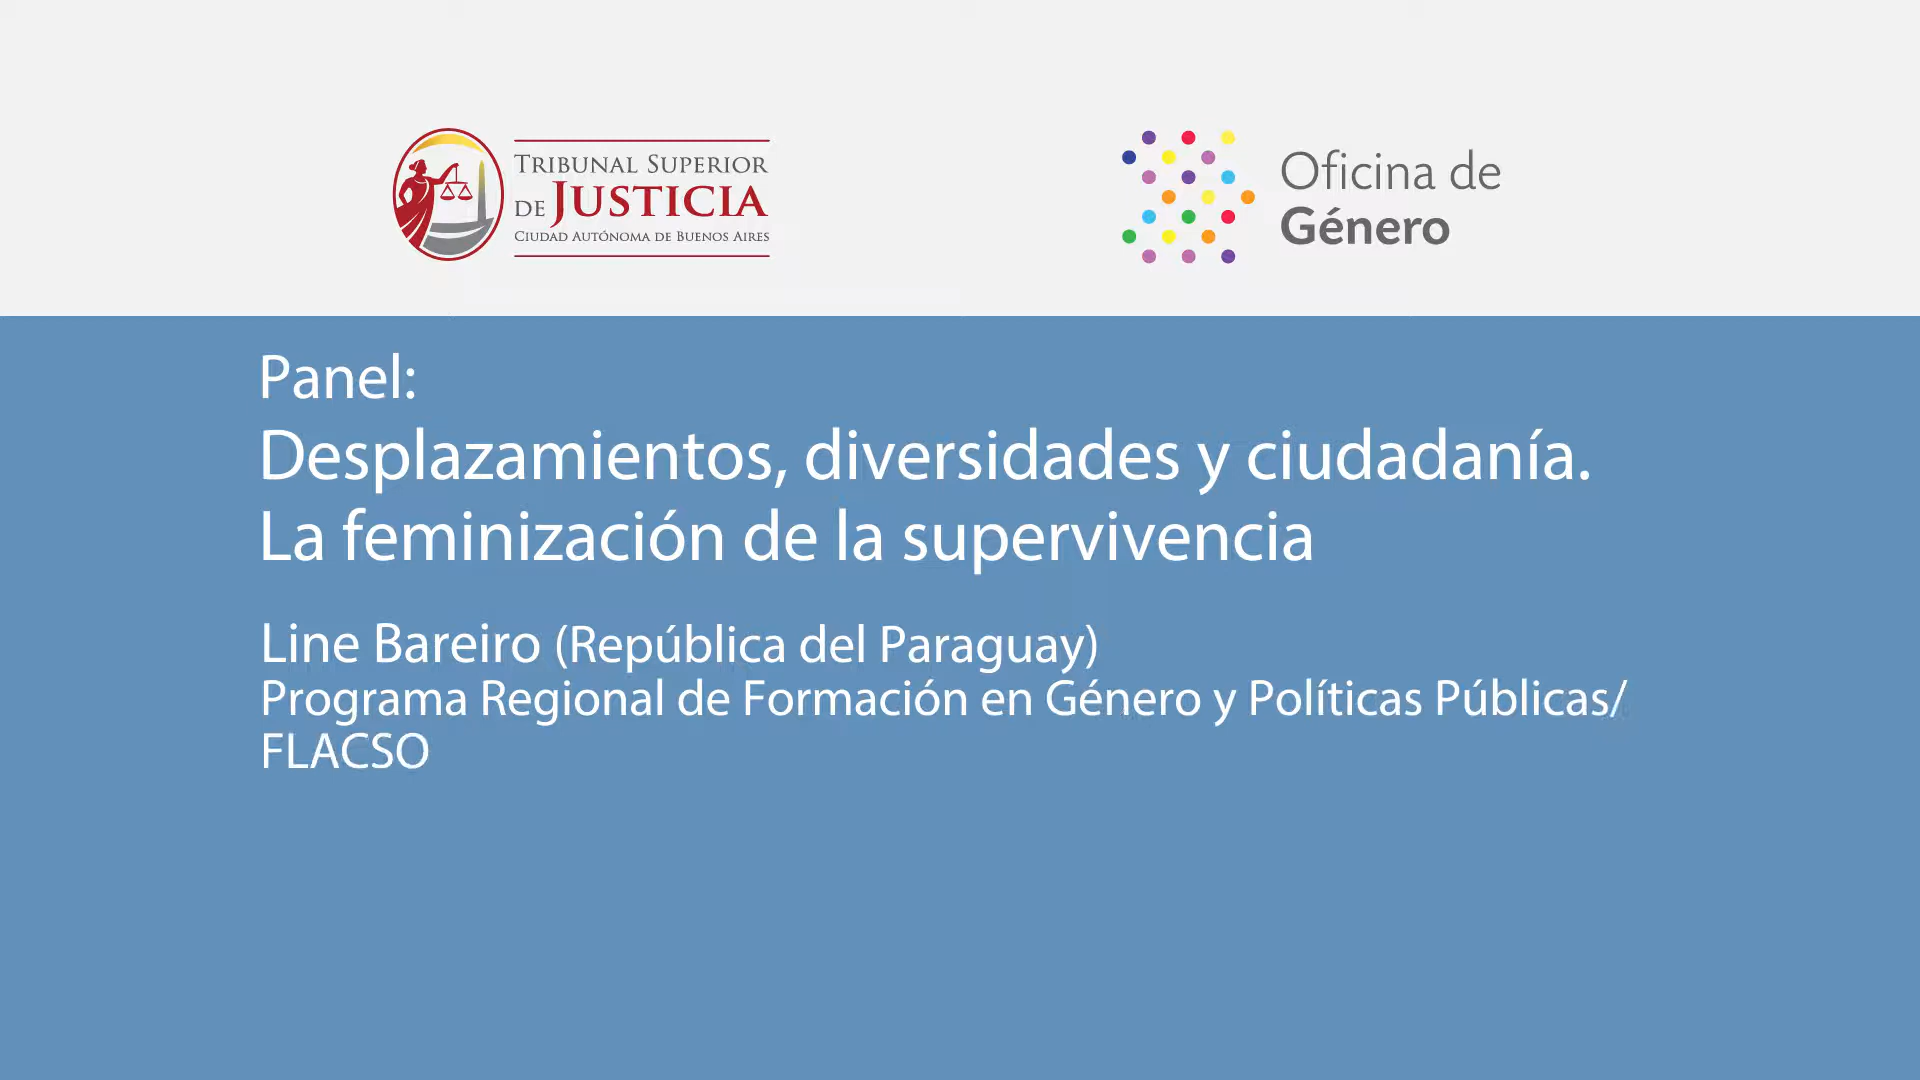 TRIBUNAL SUPERIOR
DE JUSTICIA
CIUDAD AUTÓNOMA DE BUENOS AIRES
Oficina de
Género
Panel:
Desplazamientos, diversidades y ciudadanía.
La feminización de la supervivencia
Line Bareiro (República del Paraguay)
Programa Regional de Formación en Género y Políticas Públicas/
FLACSO